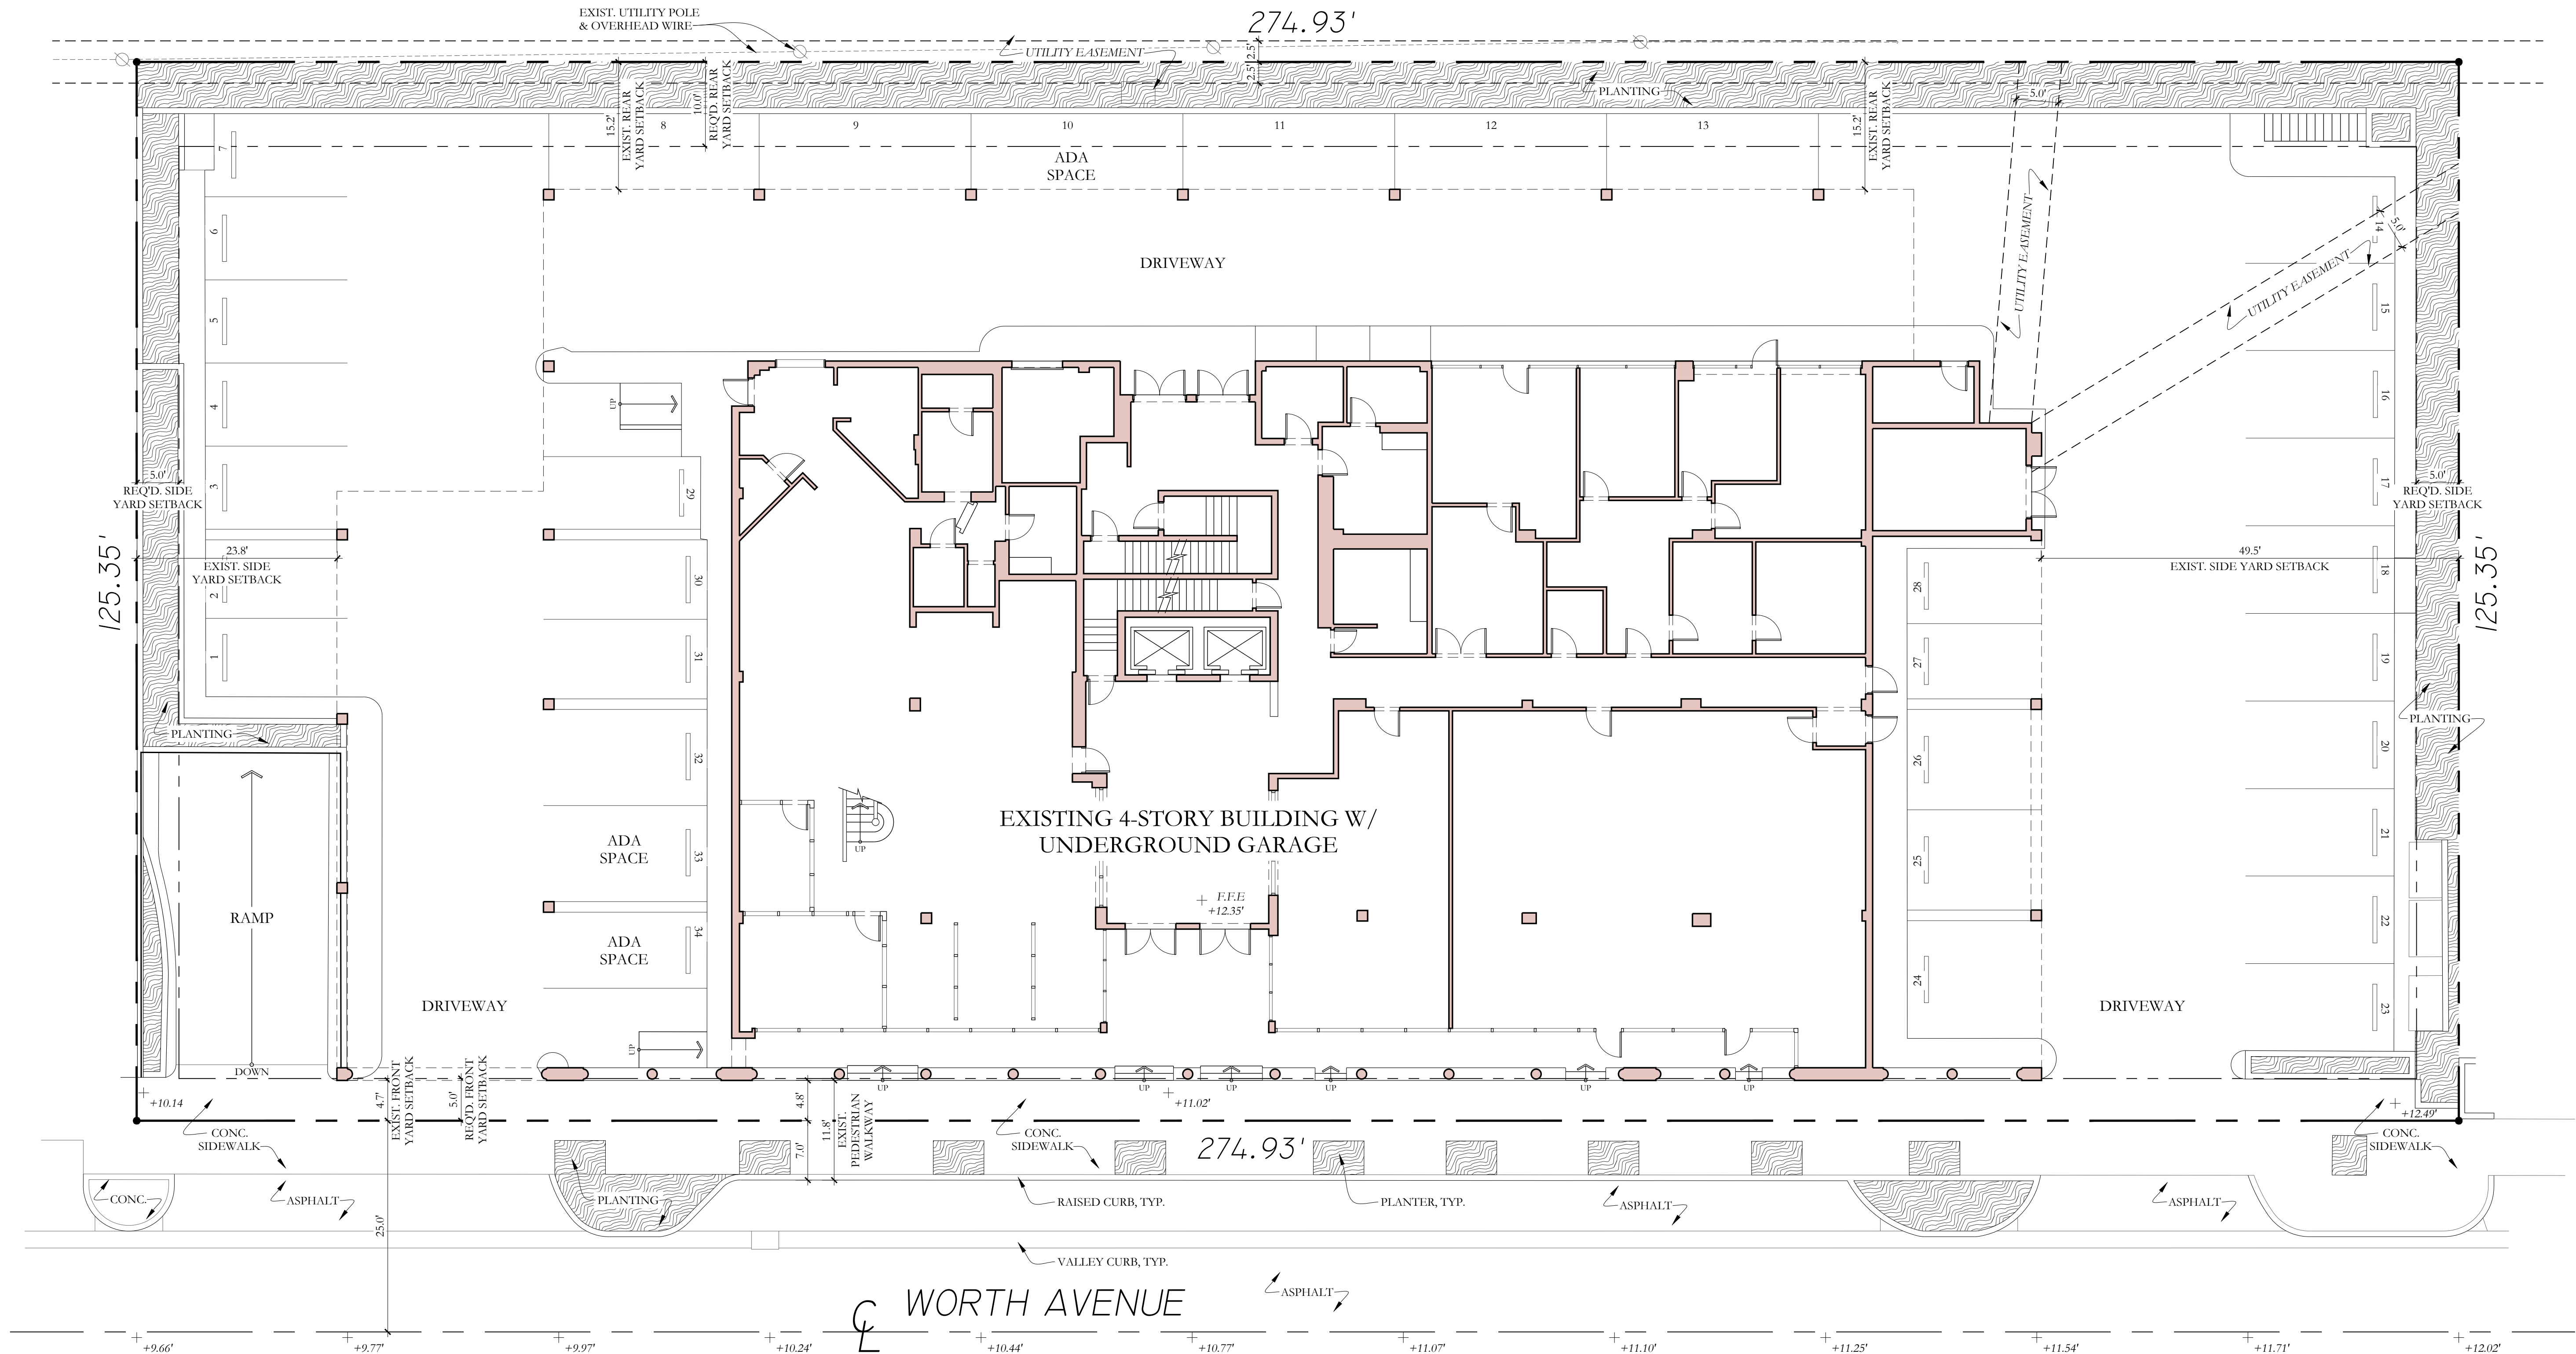 EXIST. UTILITY POLE
& OVERHEAD WIRE
274.93'
UTILITY EASEMENT
2.5'
2.5'
PLANTING
5.0'
15.2'
EXIST. REAR
YARD SETBACK
10.0'
REQ'D. REAR
YARD SETBACK
15.2'
EXIST. REAR
YARD SETBACK
7
8
9
10
11
12
13
ADA
SPACE
6
5
4
3
2
1
DRIVEWAY
UTILITY EASEMENT
UTILITY EASEMENT
5.0'
14
15
16
17
18
19
20
21
22
23
5.0'
REQ'D. SIDE
YARD SETBACK
5.0'
REQ'D. SIDE
YARD SETBACK
125.35'
125.35'
23.8'
EXIST. SIDE
YARD SETBACK
49.5'
EXIST. SIDE YARD SETBACK
UP
29
30
31
32
33
34
28
27
26
25
24
PLANTING
PLANTING
EXISTING 4-STORY BUILDING W/
UNDERGROUND GARAGE
UP
ADA
SPACE
ADA
SPACE
F.F.E
+12.35'
RAMP
DRIVEWAY
DRIVEWAY
UP
DOWN
UP
UP
UP
UP
UP
UP
+10.14
+11.02'
+12.49'
4.7'
EXIST. FRONT
YARD SETBACK
5.0'
REQ'D. FRONT
YARD SETBACK
4.8'
7.0'
11.8'
EXIST.
PEDESTRIAN
WALKWAY
CONC.
SIDEWALK
CONC.
SIDEWALK
274.93'
CONC.
SIDEWALK
CONC.
ASPHALT
PLANTING
RAISED CURB, TYP.
PLANTER, TYP.
ASPHALT
ASPHALT
25.0'
VALLEY CURB, TYP.
ASPHALT
CL WORTH AVENUE
+9.66'
+9.77'
+9.97'
+10.24'
+10.44'
+10.77'
+11.07'
+11.10'
+11.25'
+11.54'
+11.71'
+12.02'